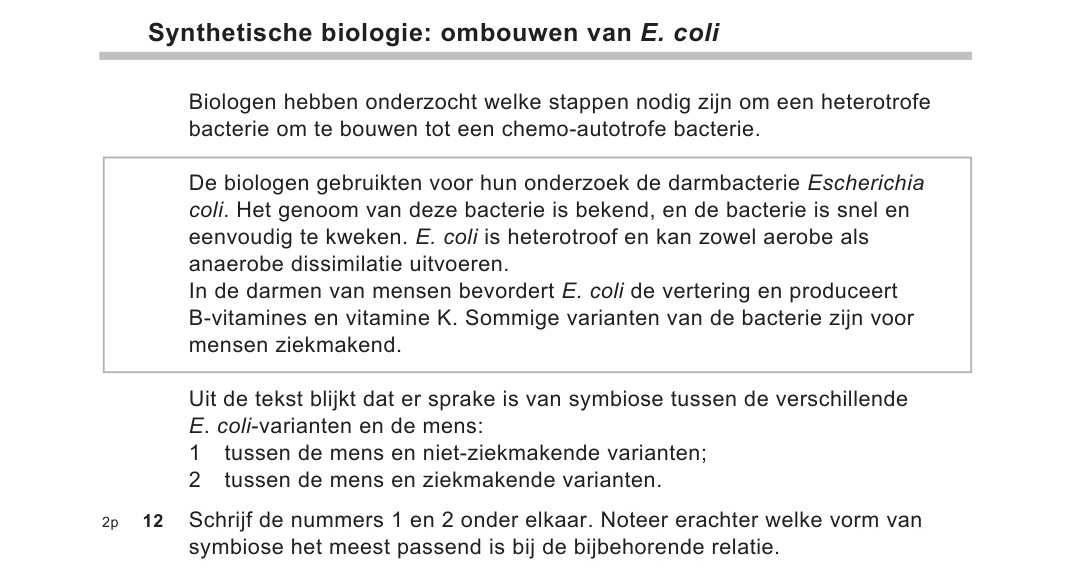 Synthetische biologie: ombouwen van E. coli
Biologen hebben onderzocht welke stappen nodig zijn om een heterotrofe
bacterie om te bouwen tot een chemo-autotrofe bacterie.
De biologen gebruikten voor hun onderzoek de darmbacterie Escherichia
coli. Het genoom van deze bacterie is bekend, en de bacterie is snel en
eenvoudig te kweken. E. coli is heterotroof en kan zowel aerobe als
anaerobe dissimilatie uitvoeren.
In de darmen van mensen bevordert E. coli de vertering en produceert
B-vitamines en vitamine K. Sommige varianten van de bacterie zijn voor
mensen ziekmakend.
Uit de tekst blijkt dat er sprake is van symbiose tussen de verschillende
E. coli-varianten en de mens:
1 tussen de mens en niet-ziekmakende varianten;
2 tussen de mens en ziekmakende varianten.
2p 12 Schrijf de nummers 1 en 2 onder elkaar. Noteer erachter welke vorm van
symbiose het meest passend is bij de bijbehorende relatie.